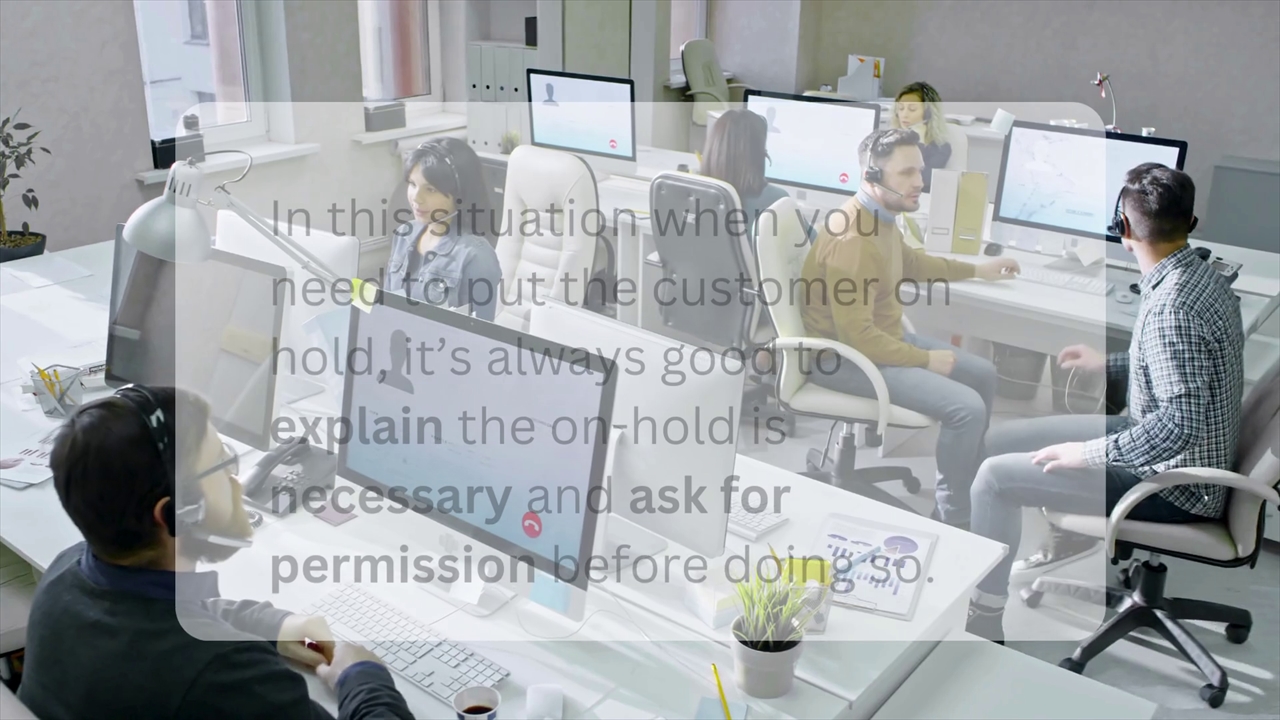 In this situation when you
need to put the customer on
hold, it’s always good to
explain the on-hold is
necessary and ask for
permission before doing so.